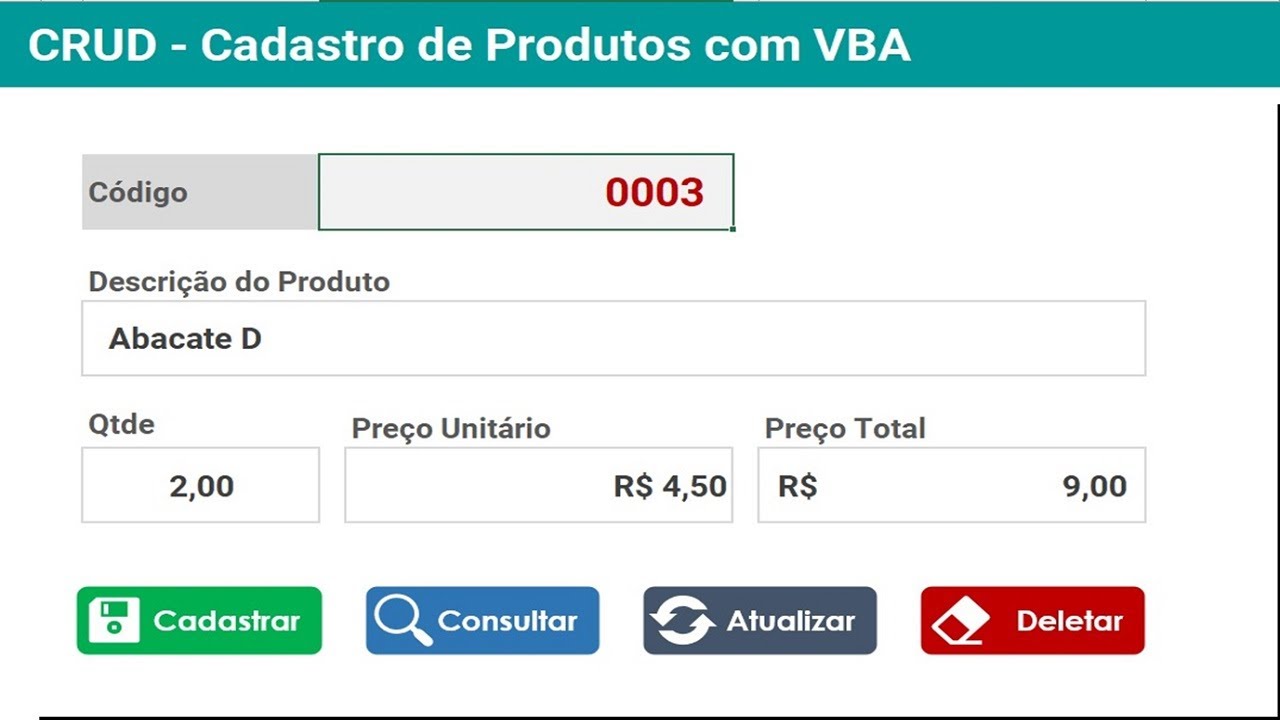 CRUD - Cadastro de Produtos com VBA
Código 0003
Descrição do Produto
Abacate D
Qtde Preço Unitário Preço Total
2,00 R$ 4,50 R$ 9,00
Cadastrar Consultar Atualizar Deletar